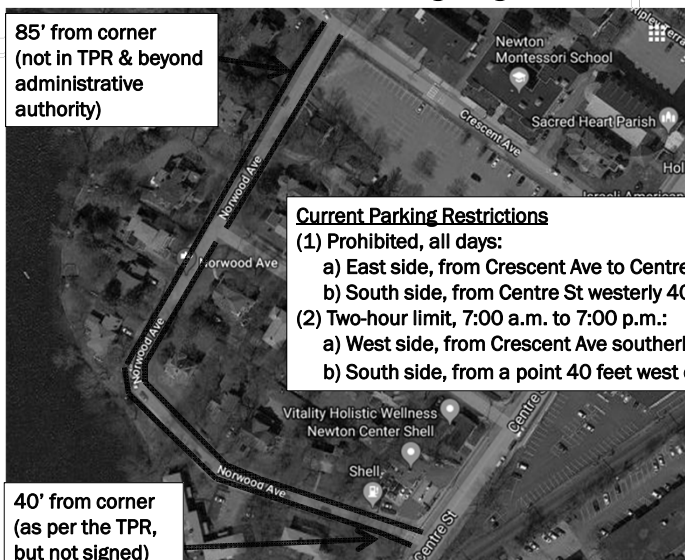 85' from corner
(not in TPR & beyond
administrative
authority)
Newton
Montessori School
Sacred Heart Parish
Crescent Ave
Norwood Ave
Current Parking Restrictions
(1) Prohibited, all days:
a) East side, from Crescent Ave to Centre
b) South side, from Centre St westerly 40
(2) Two-hour limit, 7:00 a.m. to 7:00 p.m.:
a) West side, from Crescent Ave southerl
b) South side, from a point 40 feet west
Norwood Ave
Norwood Ave
Vitality Holistic Wellness
Newton Center Shell
Shell
Centre
Norwood Ave
Centre St
40' from corner
(as per the TPR,
but not signed)